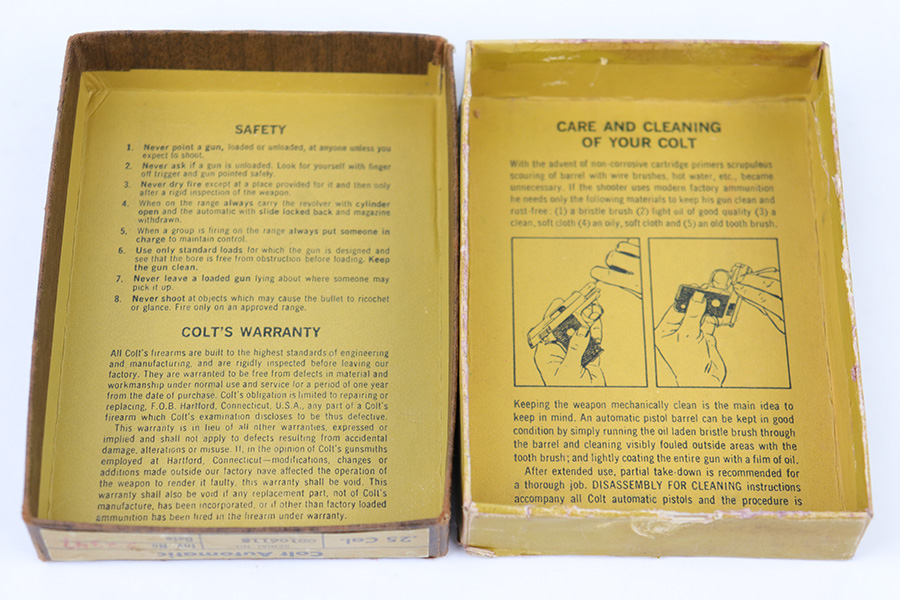 SAFETY
1. Never point a gun, loaded or unloaded, at anyone unless you
expect to shoot.
2. Never ask if a gun is unloaded. Look for yourself with finger
off trigger and gun pointed safely.
3. Never dry fire except at a place provided for it and then only
after a rigid inspection of the weapon.
4. When on the range always carry the revolver with cylinder
open and the automatic with slide locked back and magazine
withdrawn.
5. When a group is firing on the range always put someone in
charge to maintain control.
6. Use only standard loads for which the gun is designed and
see that the bore is free from obstruction before loading. Keep
the gun clean.
7. Never leave a loaded gun lying about where someone may
pick it up.
8. Never shoot at objects which may cause the bullet to ricochet
or glance. Fire only on an approved range.
COLT'S WARRANTY
All Colt's firearms are built to the highest standards of engineering
and manufacturing, and are rigidly inspected before leaving our
factory. They are warranted to be free from defects in material and
workmanship under normal use and service for a period of one year
from the date of purchase. Colt's obligation is limited to repairing or
replacing, F.O.B. Hartford, Connecticut, U.S.A., any part of a Colt's
firearm which Colt's examination discloses to be thus defective.
This warranty is in lieu of all other warranties, expressed or
implied and shall not apply to defects resulting from accidental
damage, alterations or misuse. If, in the opinion of Colt's gunsmiths
employed at Hartford, Connecticut—modifications, changes or
additions made outside our factory have affected the operation of
the weapon to render it faulty, this warranty shall be void. This
warranty shall also be void if any replacement part, not of Colt's
manufacture, has been incorporated, or if other than factory loaded
ammunition has been fired in the firearm under warranty.
Colt Automatic
.25 Cal.
SERIAL NO.
OD104118
Inv. No.
Date
CARE AND CLEANING
OF YOUR COLT
With the advent of non-corrosive cartridge primers scrupulous
scouring of barrel with wire brushes, hot water, etc., became
unnecessary. If the shooter uses modern factory ammunition
he needs only the following materials to keep his gun clean and
rust-free: (1) a bristle brush (2) light oil of good quality (3) a
clean, soft cloth (4) an oily, soft cloth and (5) an old tooth brush.
Keeping the weapon mechanically clean is the main idea to
keep in mind. An automatic pistol barrel can be kept in good
condition by simply running the oil laden bristle brush through
the barrel and cleaning visibly fouled outside areas with the
tooth brush; and lightly coating the entire gun with a film of oil.
After extended use, partial take-down is recommended for
a thorough job. DISASSEMBLY FOR CLEANING instructions
accompany all Colt automatic pistols and the procedure is